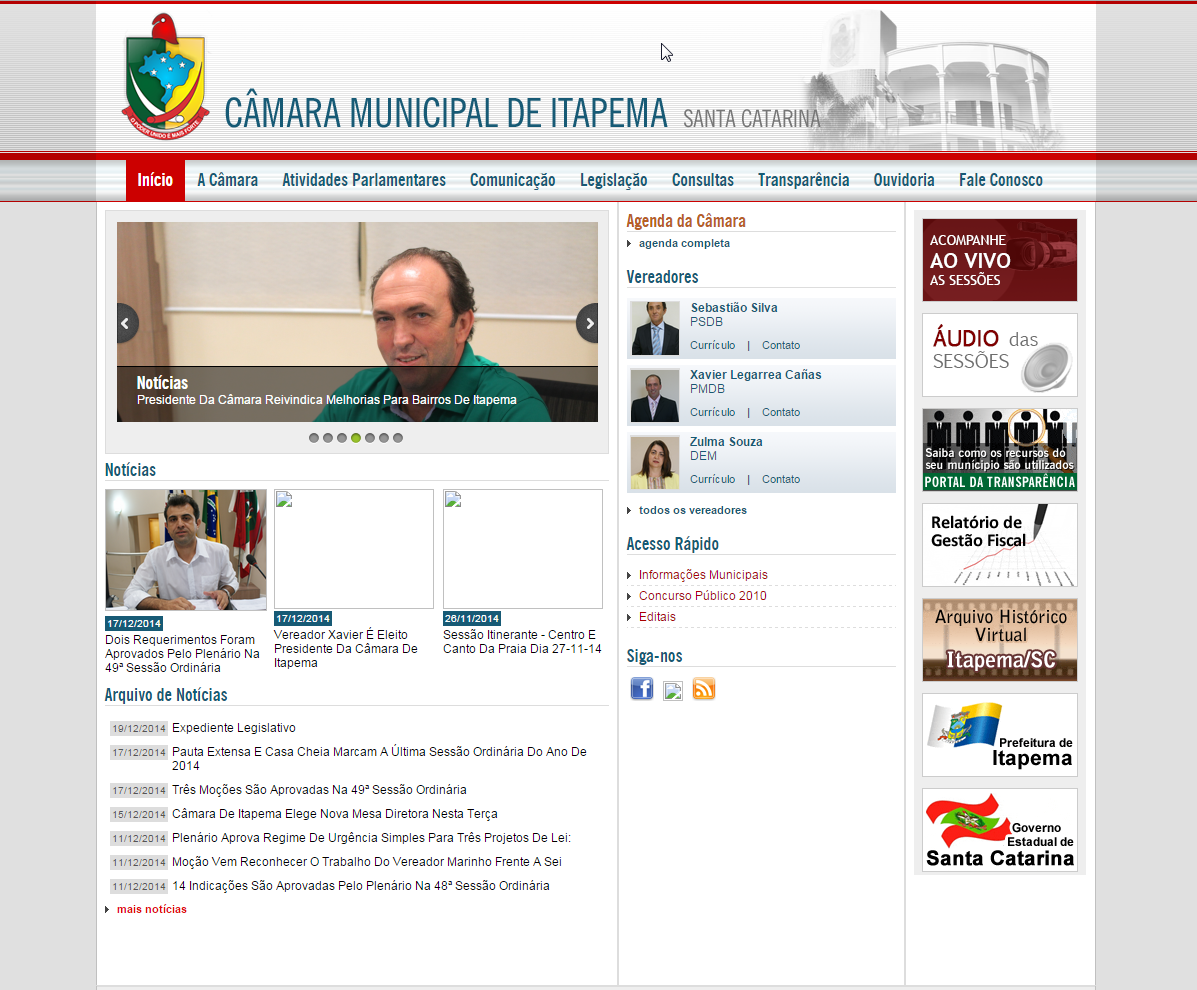 O PODER UNIDO É MAIS FORTE
CÂMARA MUNICIPAL DE ITAPEMA SANTA CATARINA
Início A Câmara Atividades Parlamentares Comunicação Legislação Consultas Transparência Ouvidoria Fale Conosco
Notícias
Presidente Da Câmara Reivindica Melhorias Para Bairros De Itapema
Notícias
17/12/2014
Dois Requerimentos Foram
Aprovados Pelo Plenário Na
49ª Sessão Ordinária
17/12/2014
Vereador Xavier É Eleito
Presidente Da Câmara De
Itapema
26/11/2014
Sessão Itinerante - Centro E
Canto Da Praia Dia 27-11-14
Arquivo de Notícias
19/12/2014 Expediente Legislativo
17/12/2014 Pauta Extensa E Casa Cheia Marcam A Última Sessão Ordinária Do Ano De
2014
17/12/2014 Três Moções São Aprovadas Na 49ª Sessão Ordinária
15/12/2014 Câmara De Itapema Elege Nova Mesa Diretora Nesta Terça
11/12/2014 Plenário Aprova Regime De Urgência Simples Para Três Projetos De Lei:
11/12/2014 Moção Vem Reconhecer O Trabalho Do Vereador Marinho Frente A Sei
11/12/2014 14 Indicações São Aprovadas Pelo Plenário Na 48ª Sessão Ordinária
mais notícias
Agenda da Câmara
agenda completa
Vereadores
Sebastião Silva
PSDB
Currículo | Contato
Xavier Legarrea Cañas
PMDB
Currículo | Contato
Zulma Souza
DEM
Currículo | Contato
todos os vereadores
Acesso Rápido
Informações Municipais
Concurso Público 2010
Editais
Siga-nos
ACOMPANHE
AO VIVO
AS SESSÕES
ÁUDIO das
SESSÕES
Saiba como os recursos do
seu município são utilizados
PORTAL DA TRANSPARÊNCIA
Relatório de
Gestão Fiscal
Arquivo Histórico
Virtual
Itapema/SC
Prefeitura de
Itapema
Governo
Estadual de
Santa Catarina